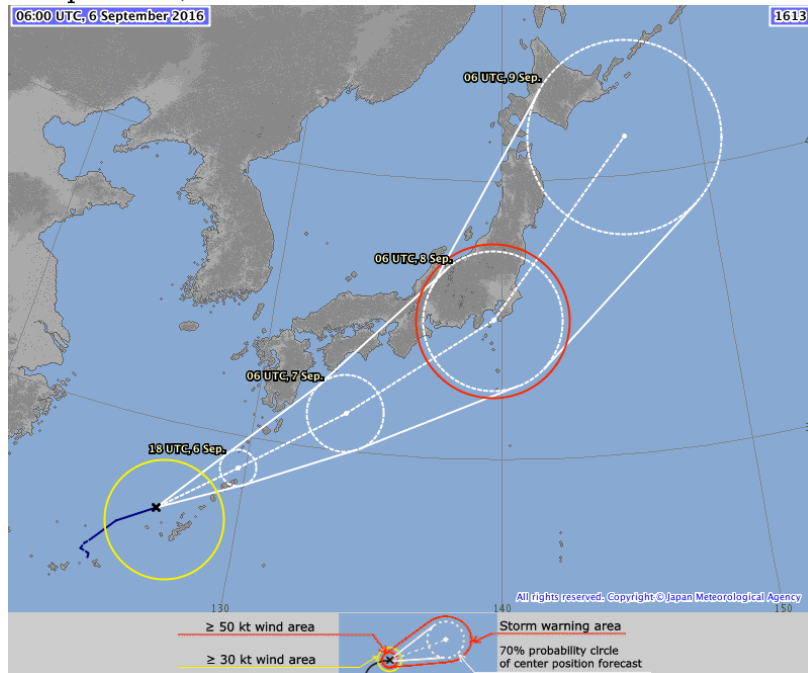 06:00 UTC, 6 September 2016
1613
06 UTC, 9 Sep.
06 UTC, 8 Sep.
06 UTC, 7 Sep.
18 UTC, 6 Sep.
All rights reserved. Copyright © Japan Meteorological Agency
130
140
150
≥ 50 kt wind area
Storm warning area
≥ 30 kt wind area
70% probability circle
of center position forecast